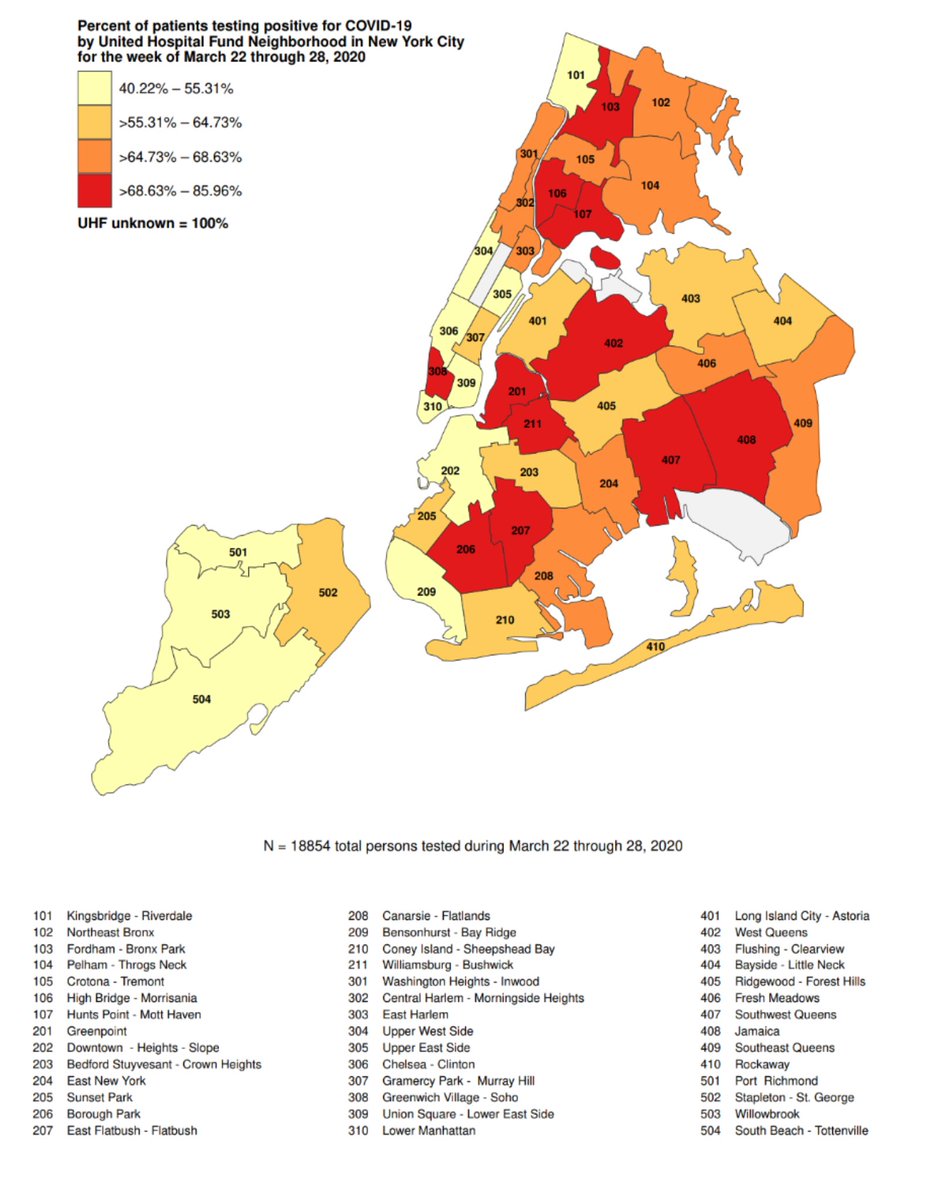 Percent of patients testing positive for COVID-19
by United Hospital Fund Neighborhood in New York City
for the week of March 22 through 28, 2020
40.22% – 55.31%
>55.31% – 64.73%
>64.73% – 68.63%
>68.63% – 85.96%
UHF unknown = 100%
101
103
102
301
105
106
104
302
107
304
303
305
403
401
404
306
307
402
406
308
309
201
310
405
211
409
408
407
202
203
204
205
207
206
501
208
209
502
503
210
410
504
N = 18854 total persons tested during March 22 through 28, 2020
101 Kingsbridge - Riverdale
102 Northeast Bronx
103 Fordham - Bronx Park
104 Pelham - Throgs Neck
105 Crotona - Tremont
106 High Bridge - Morrisania
107 Hunts Point - Mott Haven
201 Greenpoint
202 Downtown - Heights - Slope
203 Bedford Stuyvesant - Crown Heights
204 East New York
205 Sunset Park
206 Borough Park
207 East Flatbush - Flatbush
208 Canarsie - Flatlands
209 Bensonhurst - Bay Ridge
210 Coney Island - Sheepshead Bay
211 Williamsburg - Bushwick
301 Washington Heights - Inwood
302 Central Harlem - Morningside Heights
303 East Harlem
304 Upper West Side
305 Upper East Side
306 Chelsea - Clinton
307 Gramercy Park - Murray Hill
308 Greenwich Village - Soho
309 Union Square - Lower East Side
310 Lower Manhattan
401 Long Island City - Astoria
402 West Queens
403 Flushing - Clearview
404 Bayside - Little Neck
405 Ridgewood - Forest Hills
406 Fresh Meadows
407 Southwest Queens
408 Jamaica
409 Southeast Queens
410 Rockaway
501 Port Richmond
502 Stapleton - St. George
503 Willowbrook
504 South Beach - Tottenville